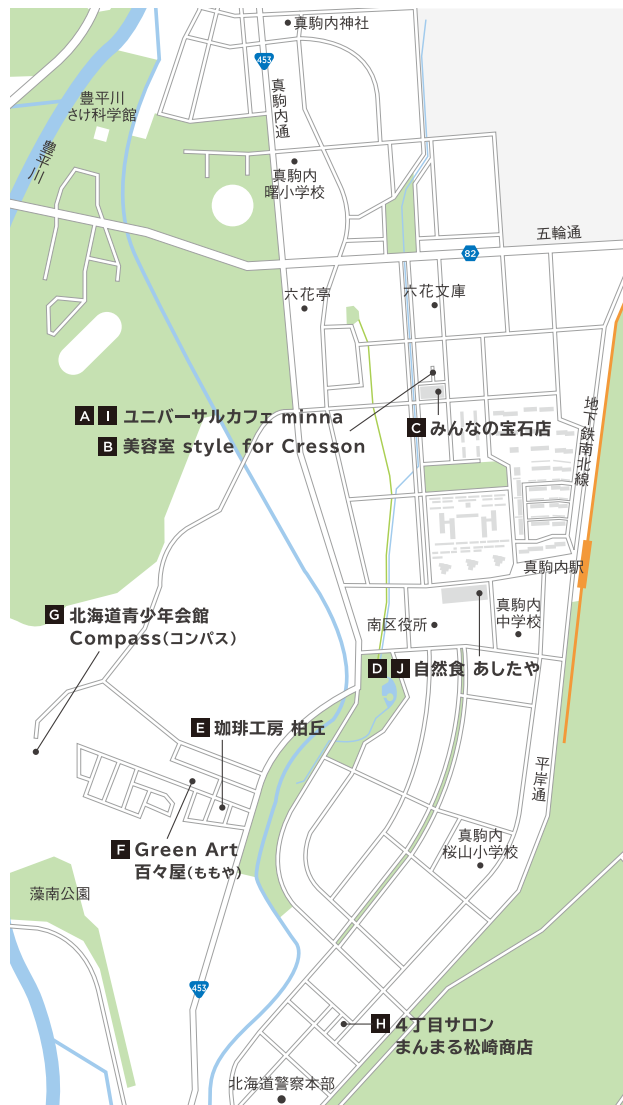 真駒内神社
453
真駒内通
豊平川
さけ科学館
豊平川
真駒内
曙小学校
五輪通
82
六花亭
六花文庫
地下鉄南北線
A I ユニバーサルカフェ minna
B 美容室 style for Cresson
C みんなの宝石店
真駒内駅
G 北海道青少年会館
Compass(コンパス)
真駒内
中学校
南区役所
D J 自然食 あしたや
E 珈琲工房 柏丘
平岸通
F Green Art
百々屋(ももや)
真駒内
桜山小学校
藻南公園
453
H 4丁目サロン
まんまる松崎商店
北海道警察本部